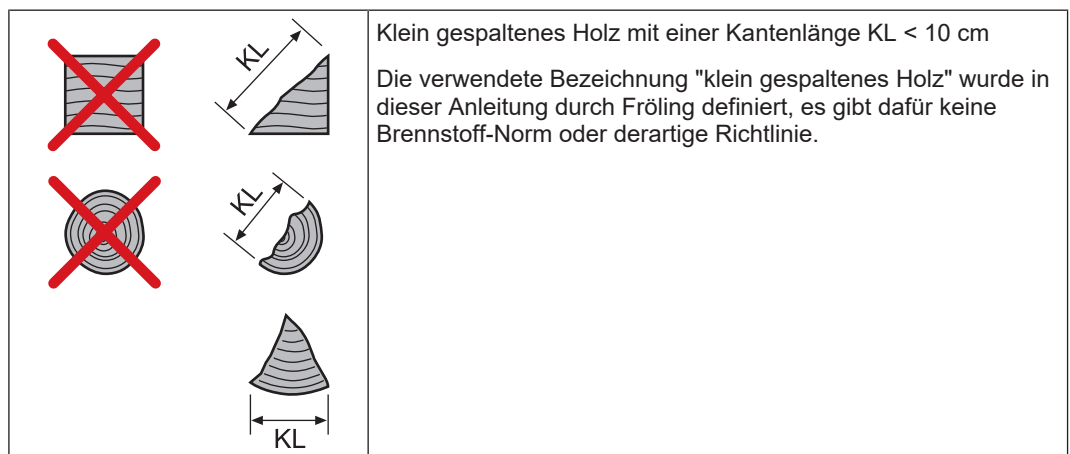 KL
KL
KL
Klein gespaltenes Holz mit einer Kantenlänge KL < 10 cm
Die verwendete Bezeichnung "klein gespaltenes Holz" wurde in
dieser Anleitung durch Fröling definiert, es gibt dafür keine
Brennstoff-Norm oder derartige Richtlinie.